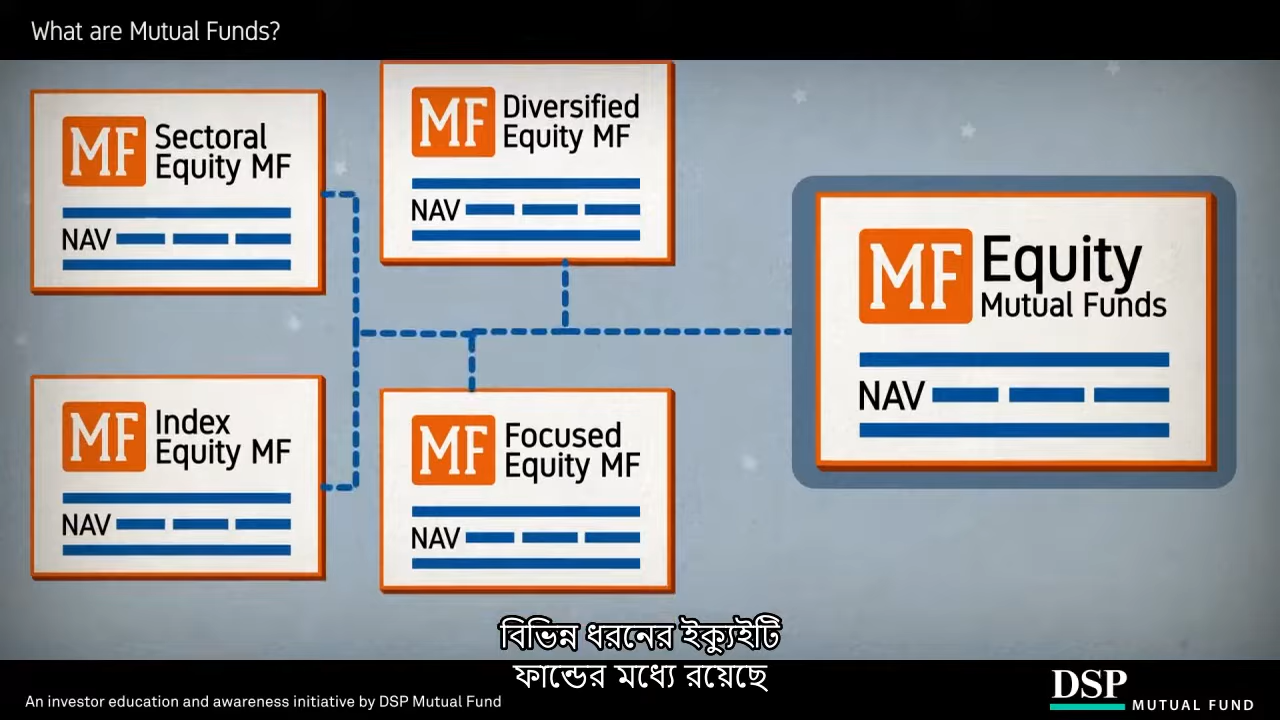 What are Mutual Funds?
MF Sectoral
Equity MF
NAV
MF Diversified
Equity MF
NAV
MF Index
Equity MF
NAV
MF Focused
Equity MF
NAV
MF Equity
Mutual Funds
NAV
বিভিন্ন ধরনের ইক্যুইটি
ফান্ডের মধ্যে রয়েছে
An investor education and awareness initiative by DSP Mutual Fund
DSP
MUTUAL FUND